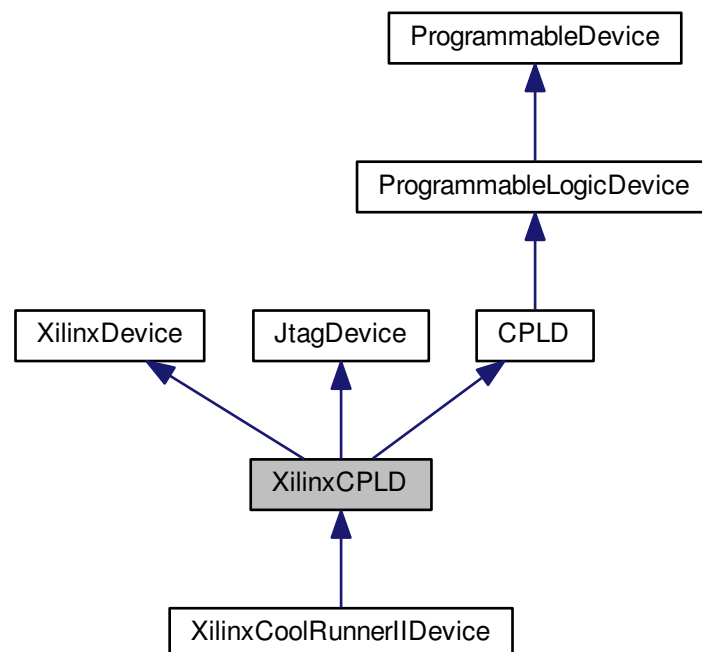 ProgrammableDevice
ProgrammableLogicDevice
XilinxDevice
JtagDevice
CPLD
XilinxCPLD
XilinxCoolRunnerIIDevice